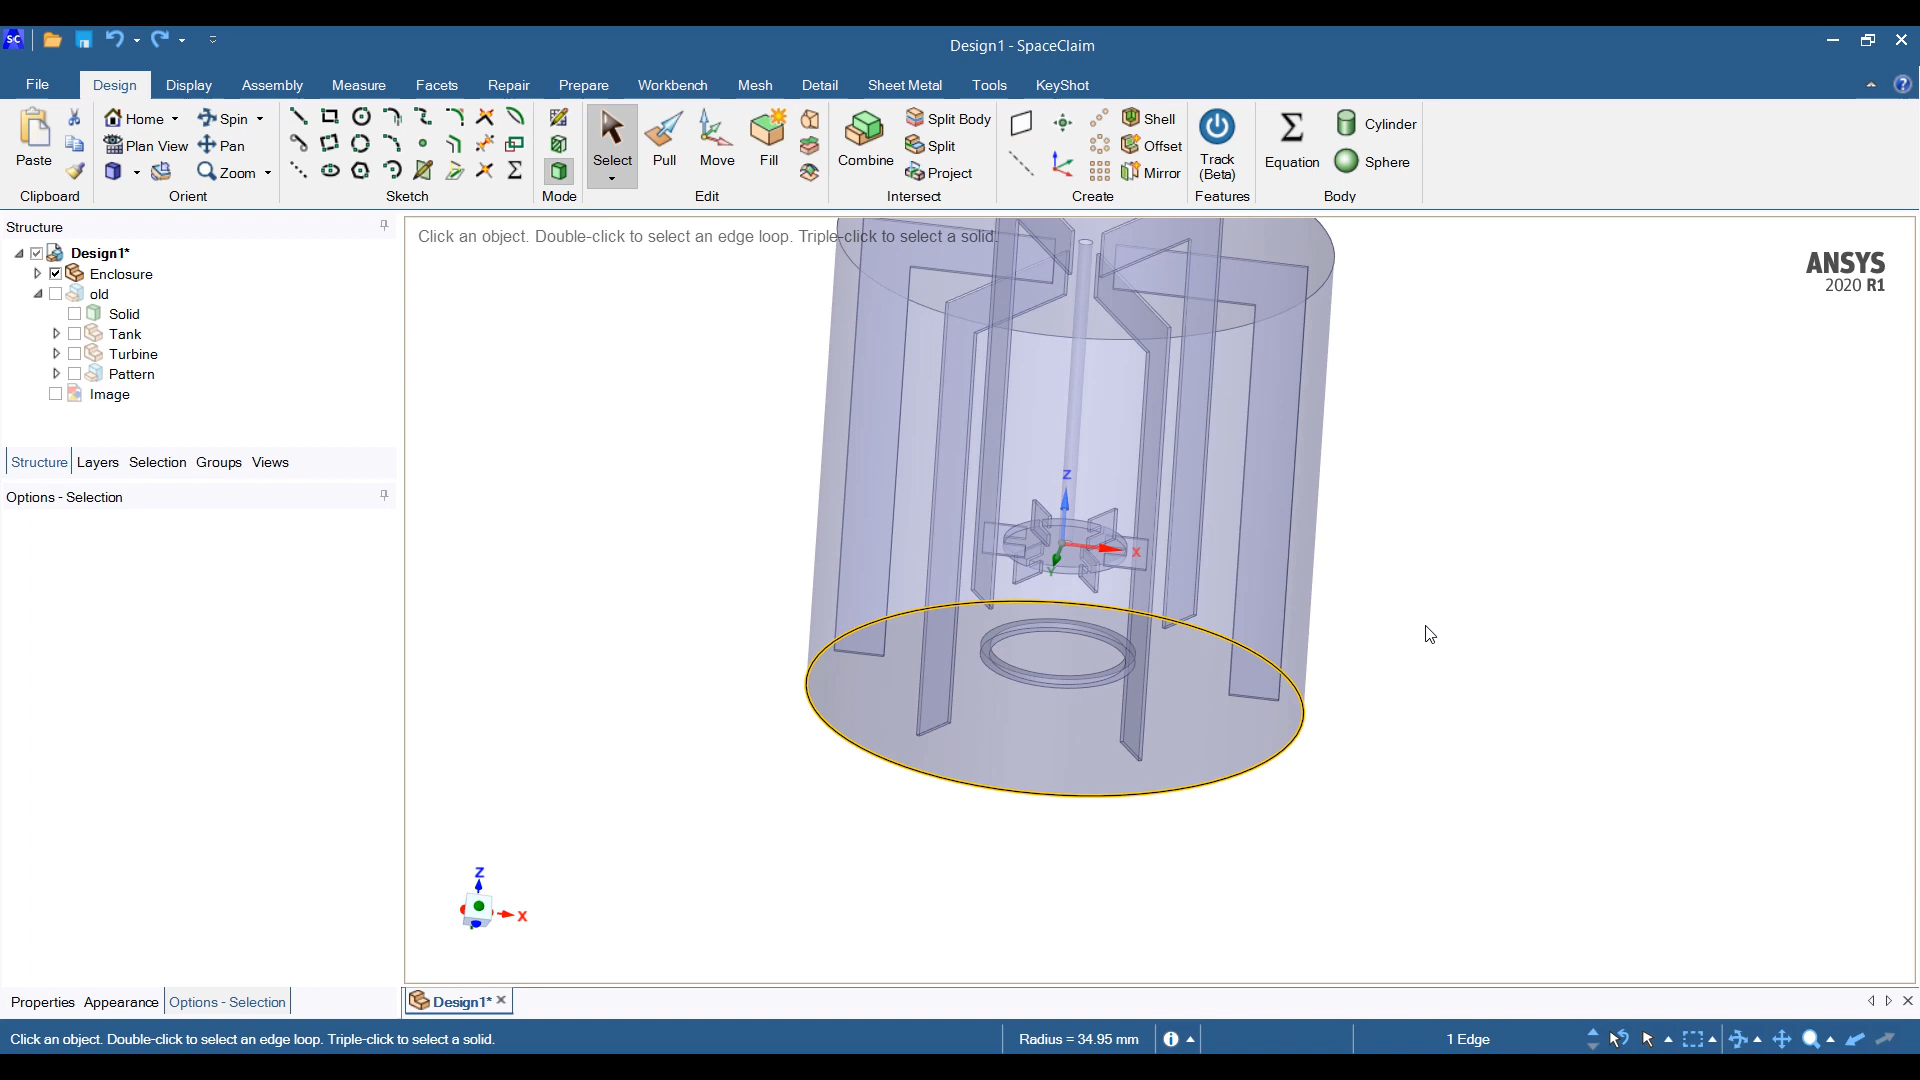 SC
Design1 - SpaceClaim
File Design Display Assembly Measure Facets Repair Prepare Workbench Mesh Detail Sheet Metal Tools KeyShot
?
Paste
Clipboard
Home Spin
Plan View Pan
Zoom
Orient
Sketch
Mode
Select Pull Move Fill
Edit
Combine
Split Body
Split
Project
Intersect
Shell
Offset
Mirror
Create
Track
(Beta)
Features
Equation
Cylinder
Sphere
Body
Structure
Design1*
Enclosure
old
Solid
Tank
Turbine
Pattern
Image
Structure Layers Selection Groups Views
Options - Selection
Click an object. Double-click to select an edge loop. Triple-click to select a solid.
ANSYS
2020 R1
Z
X
Y
Z
X
Properties Appearance Options - Selection
Design1*
Click an object. Double-click to select an edge loop. Triple-click to select a solid.
Radius = 34.95 mm
1 Edge